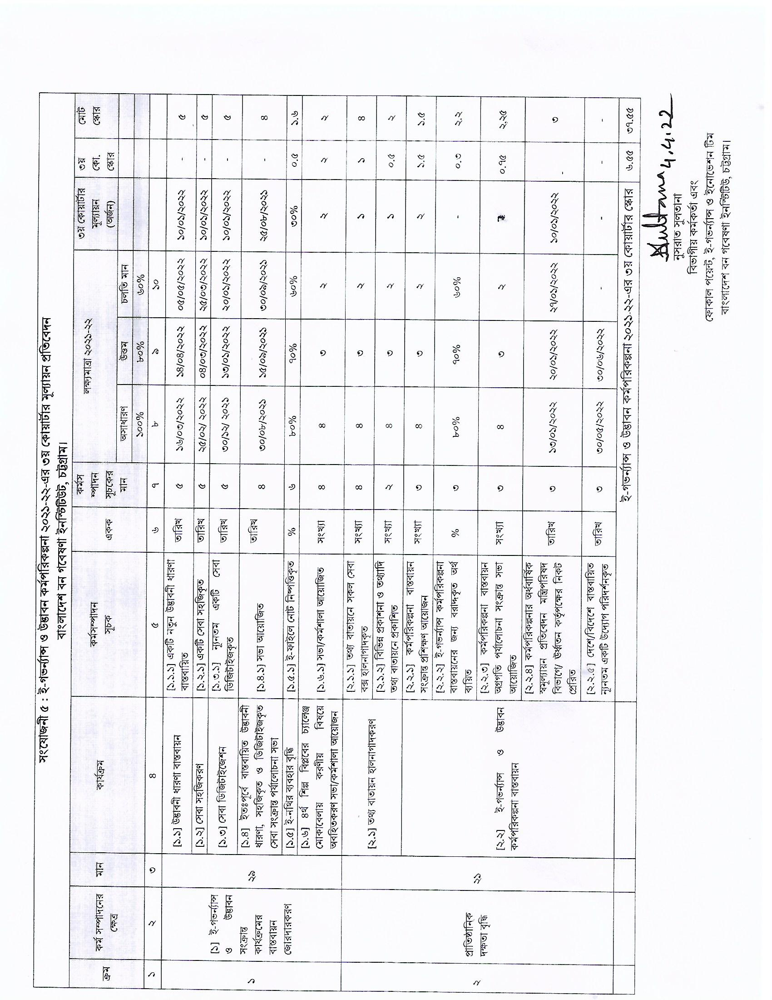 সংযোজনী ৫ : ই-গভর্ন্যান্স ও উদ্ভাবন কর্মপরিকল্পনা ২০২১-২২-এর ৩য় কোয়ার্টার মূল্যায়ন প্রতিবেদন
বাংলাদেশ বন গবেষণা ইনস্টিটিউট, চট্টগ্রাম।
ক্রম কর্ম সম্পাদনের ক্ষেত্র মান কার্যক্রম কর্মসম্পাদন সূচক একক কর্মস ম্পাদন সূচকের মান লক্ষ্যমাত্রা ২০২১-২২ ৩য় কোয়ার্টার মূল্যায়ন (অর্জন) ৩য় কো. স্কোর মোট স্কোর
অসাধারণ উত্তম চলতি মান
১০০% ৮০% ৬০%
১ ২ ৩ ৪ ৫ ৬ ৭ ৮ ৯ ১০
১ [১] ই-গভর্ন্যান্স ও উদ্ভাবন সংক্রান্ত কার্যক্রমের বাস্তবায়ন জোরদারকরণ ২৯
[১.১] উদ্ভাবনী ধারণা বাস্তবায়ন [১.১.১] একটি নতুন উদ্ভাবনী ধারণা বাস্তবায়িত তারিখ ৫ ১৬/০৩/২০২২ ১৪/০৪/২০২২ ০৫/০৫/২০২২ ১০/০১/২০২২ - ৫
[১.২] সেবা সহজিকরণ [১.২.১] একটি সেবা সহজিকৃত তারিখ ৫ ২৫/০২/ ২০২২ ০৪/০৩/২০২২ ২৫/০৩/২০২২ ১০/০১/২০২২ - ৫
[১.৩] সেবা ডিজিটাইজেশন [১.৩.১] ন্যূনতম একটি সেবা ডিজিটাইজকৃত তারিখ ৫ ৩০/১২/ ২০২১ ১৩/০১/২০২২ ২০/০১/২০২২ ১০/০১/২০২২ - ৫
[১.৪] ইতঃপূর্বে বাস্তবায়িত উদ্ভাবনী ধারণা, সহজিকৃত ও ডিজিটাইজকৃত সেবা সংক্রান্ত পর্যালোচনা সভা [১.৪.১] সভা আয়োজিত তারিখ ৪ ৩০/০৮/২০২১ ১৫/০৯/২০২১ ৩০/০৯/২০২১ ২৫/০৮/২০২১ - ৪
[১.৫] ই-নথির ব্যবহার বৃদ্ধি [১.৫.১] ই-ফাইলে নোট নিষ্পত্তিকৃত % ৬ ৮০% ৭০% ৬০% ৩০% ০.৫ ১.৬
[১.৬] ৪র্থ শিল্প বিপ্লবের চ্যালেঞ্জ মোকাবেলায় করণীয় বিষয়ে অবহিতকরণ সভা/কর্মশালা আয়োজন [১.৬.১] সভা/কর্মশালা আয়োজিত সংখ্যা ৪ ৪ ৩ ২ ২ ২ ২
২ প্রাতিষ্ঠানিক দক্ষতা বৃদ্ধি ২১
[২.১] তথ্য বাতায়ন হালনাগাদকরণ [২.১.১] তথ্য বাতায়নে সকল সেবা বক্স হালনাগাদকৃত সংখ্যা ৪ ৪ ৩ ২ ১ ১ ৪
[২.১.২] বিভিন্ন প্রকাশনা ও তথ্যাদি তথ্য বাতায়নে প্রকাশিত সংখ্যা ২ ৪ ৩ ২ ১ ০.৫ ২
[২.২] ই-গভর্ন্যান্স ও উদ্ভাবন কর্মপরিকল্পনা বাস্তবায়ন [২.২.১] কর্মপরিকল্পনা বাস্তবায়ন সংক্রান্ত প্রশিক্ষণ আয়োজন সংখ্যা ৩ ৪ ৩ ২ ২ ১.৫ ১.৫
[২.২.২] ই-গভর্ন্যান্স কর্মপরিকল্পনা বাস্তবায়নের জন্য বরাদ্দকৃত অর্থ ব্যয়িত % ৩ ৮০% ৭০% ৬০% - ০.৩ ২.২
[২.২.৩] কর্মপরিকল্পনা বাস্তবায়ন অগ্রগতি পর্যালোচনা সংক্রান্ত সভা আয়োজিত সংখ্যা ৩ ৪ ৩ ২ ০.৭৫ ২.২৫
[২.২.৪] কর্মপরিকল্পনার অর্ধবার্ষিক স্বমূল্যায়ন প্রতিবেদন মন্ত্রিপরিষদ বিভাগে/ ঊর্ধ্বতন কর্তৃপক্ষের নিকট প্রেরিত তারিখ ৩ ১৩/০১/২০২২ ২০/০১/২০২২ ২৭/০১/২০২২ ১০/০১/২০২২ - ৩
[২.২.৫] দেশে/বিদেশে বাস্তবায়িত ন্যূনতম একটি উদ্যোগ পরিদর্শনকৃত তারিখ ৩ ৩০/০৫/২০২২ ৩০/০৬/২০২২ - - - -
ই-গভর্ন্যান্স ও উদ্ভাবন কর্মপরিকল্পনা ২০২১-২২-এর ৩য় কোয়ার্টার স্কোর ৬.৫৫ ৩৭.৫৫
Sultana 4.4.22
নুসরাত সুলতানা
বিভাগীয় কর্মকর্তা এবং
ফোকাল পয়েন্ট, ই-গভর্ন্যান্স ও ইনোভেশন টিম
বাংলাদেশ বন গবেষণা ইনস্টিটিউ, চট্টগ্রাম।